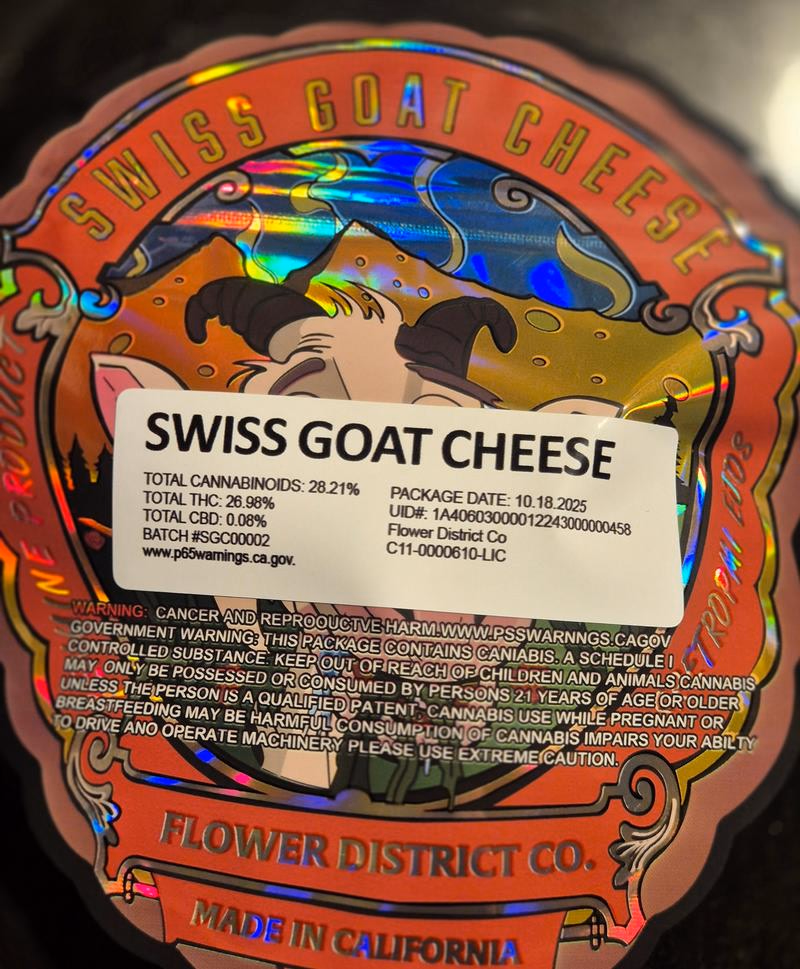 SWISS GOAT CHEESE
SWISS GOAT CHEESE
TOTAL CANNABINOIDS: 28.21%
TOTAL THC: 26.98%
TOTAL CBD: 0.08%
BATCH #SGC00002
www.p65warnings.ca.gov.
PACKAGE DATE: 10.18.2025
UID#: 1A40603000012243000000458
Flower District Co
C11-0000610-LIC
WARNING: CANCER AND REPROOUCTVE HARM.WWW.PSSWARNNGS.CAGOV
GOVERNMENT WARNING: THIS PACKAGE CONTAINS CANIABIS. A SCHEDULE I
CONTROLLED SUBSTANCE. KEEP OUT OF REACH OF CHILDREN AND ANIMALS CANNABIS
MAY ONLY BE POSSESSED OR CONSUMED BY PERSONS 21 YEARS OF AGE OR OLDER
UNLESS THE PERSON IS A QUALIFIED PATENT, CANNABIS USE WHILE PREGNANT OR
BREASTFEEDING MAY BE HARMFUL CONSUMPTION OF CANNABIS IMPAIRS YOUR ABILTY
TO DRIVE ANO OPERATE MACHINERY PLEASE USE EXTREME CAUTION.
PRODUCT
FLOWER DISTRICT CO.
MADE IN CALIFORNIA